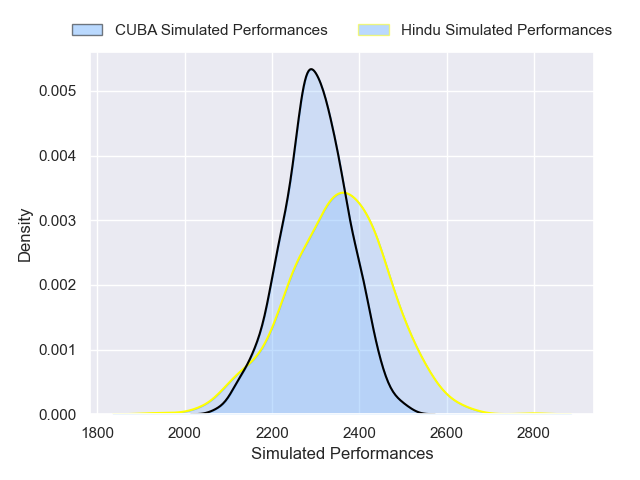 CUBA Simulated Performances Hindu Simulated Performances
0.005
0.004
0.003
0.002
0.001
0.000
Density
1800 2000 2200 2400 2600 2800
Simulated Performances